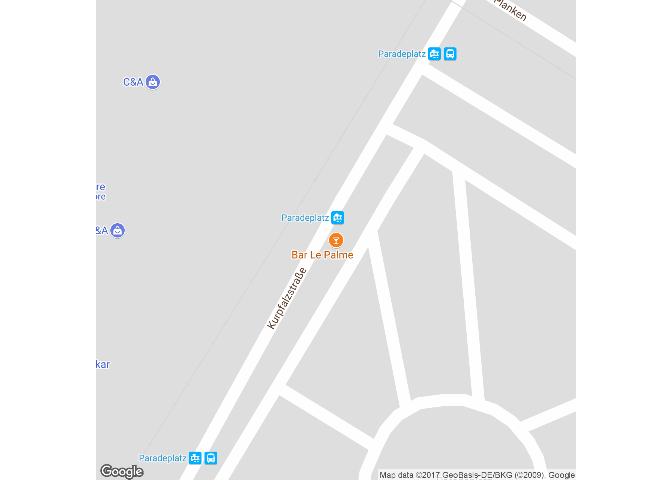 Planken
Paradeplatz
C&A
Paradeplatz
Bar Le Palme
Kurpfalzstraße
Paradeplatz
Google
Map data ©2017 GeoBasis-DE/BKG (©2009), Google